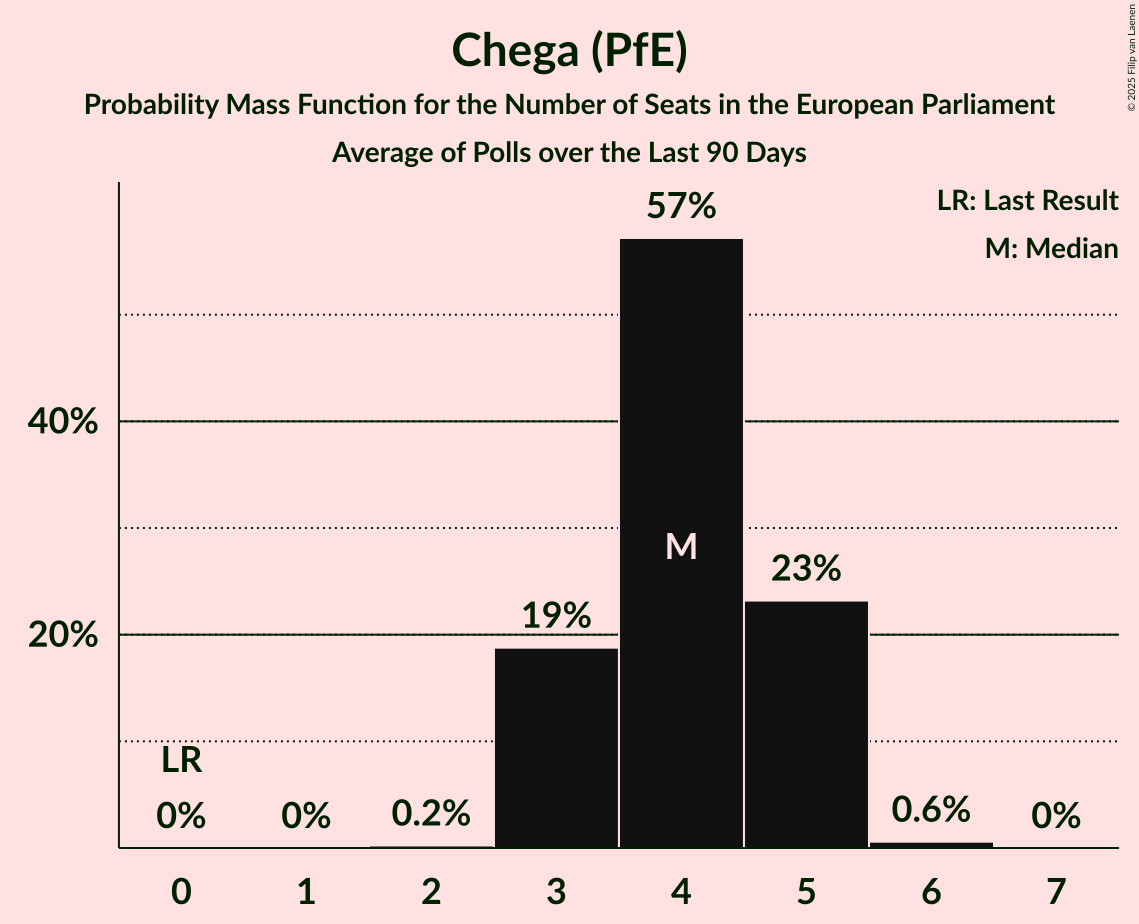 Chega (PfE)
Probability Mass Function for the Number of Seats in the European Parliament
Average of Polls over the Last 90 Days
© 2025 Filip van Laenen
LR: Last Result
M: Median
57%
40%
M
23%
19%
20%
LR
0%
0%
0.2%
0.6%
0%
0 1 2 3 4 5 6 7